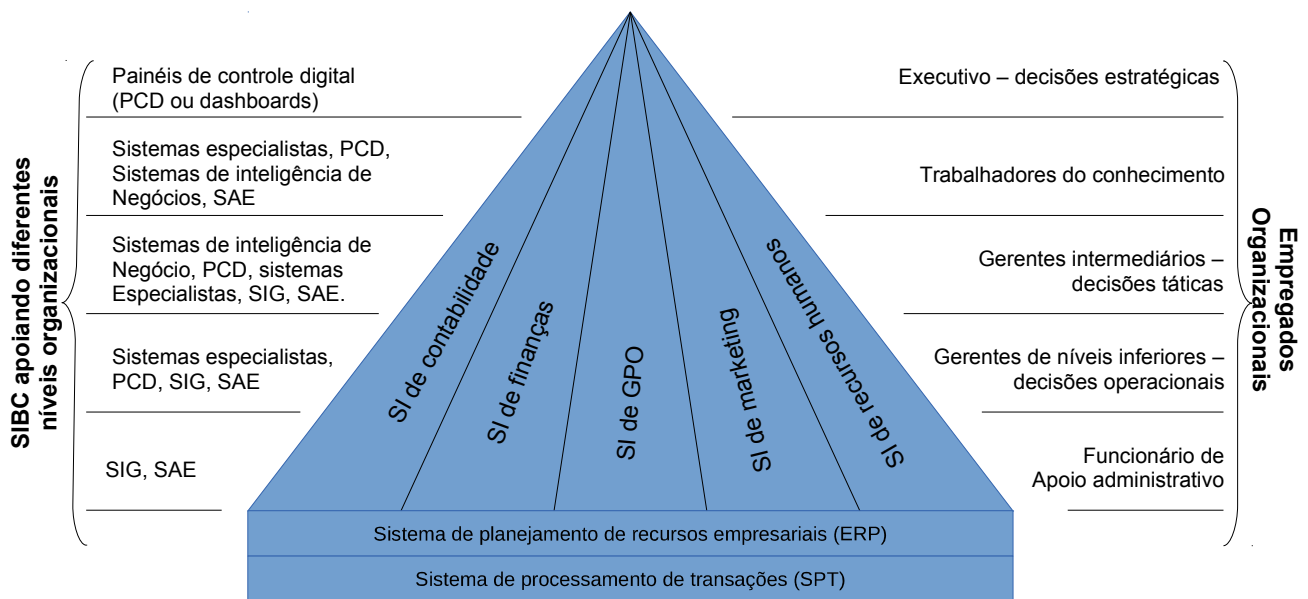 SIBC apoiando diferentes
níveis organizacionais
Painéis de controle digital
(PCD ou dashboards)
Sistemas especialistas, PCD,
Sistemas de inteligência de
Negócios, SAE
Sistemas de inteligência de
Negócio, PCD, sistemas
Especialistas, SIG, SAE.
Sistemas especialistas,
PCD, SIG, SAE
SIG, SAE
SI de contabilidade
SI de finanças
SI de GPO
SI de marketing
SI de recursos humanos
Sistema de planejamento de recursos empresariais (ERP)
Sistema de processamento de transações (SPT)
Executivo – decisões estratégicas
Trabalhadores do conhecimento
Gerentes intermediários –
decisões táticas
Gerentes de níveis inferiores –
decisões operacionais
Funcionário de
Apoio administrativo
Empregados
Organizacionais